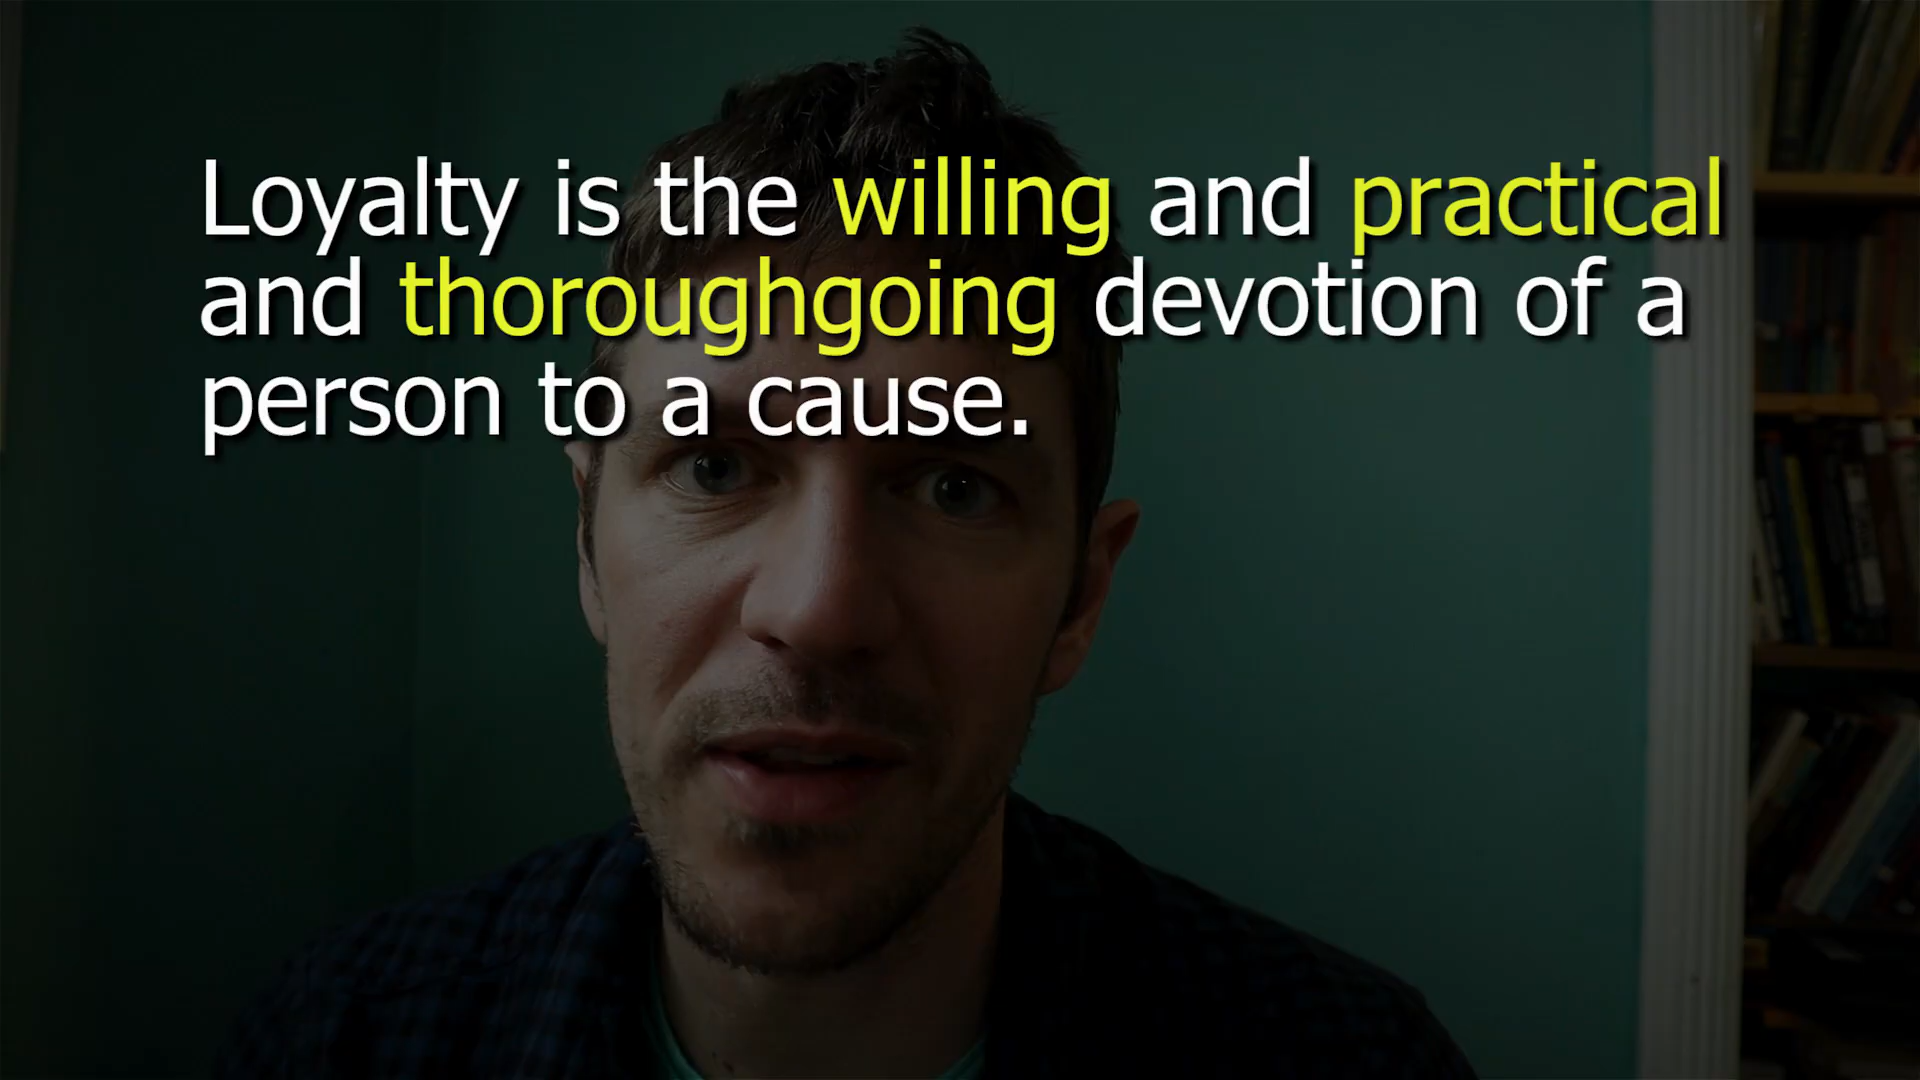 Loyalty is the willing and practical
and thoroughgoing devotion of a
person to a cause.